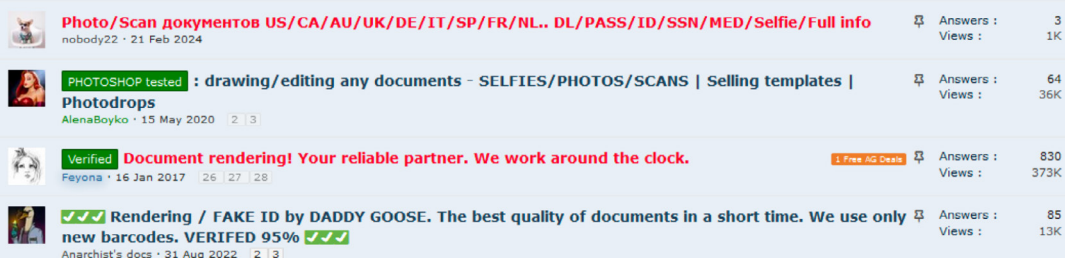 Photo/Scan документов US/CA/AU/UK/DE/IT/SP/FR/NL.. DL/PASS/ID/SSN/MED/Selfie/Full info
Answers : 3
nobody22 · 21 Feb 2024
Views : 1K
PHOTOSHOP tested : drawing/editing any documents - SELFIES/PHOTOS/SCANS | Selling templates |
Answers : 64
Photodrops
Views : 36K
AlenaBoyko · 15 May 2020 2 3
Verified Document rendering! Your reliable partner. We work around the clock.
1 Free AG Deals
Answers : 830
Feyona · 16 Jan 2017 26 27 28
Views : 373K
✓✓✓ Rendering / FAKE ID by DADDY GOOSE. The best quality of documents in a short time. We use only
Answers : 85
new barcodes. VERIFED 95% ✓✓✓
Views : 13K
Anarchist's docs · 31 Aug 2022 2 3